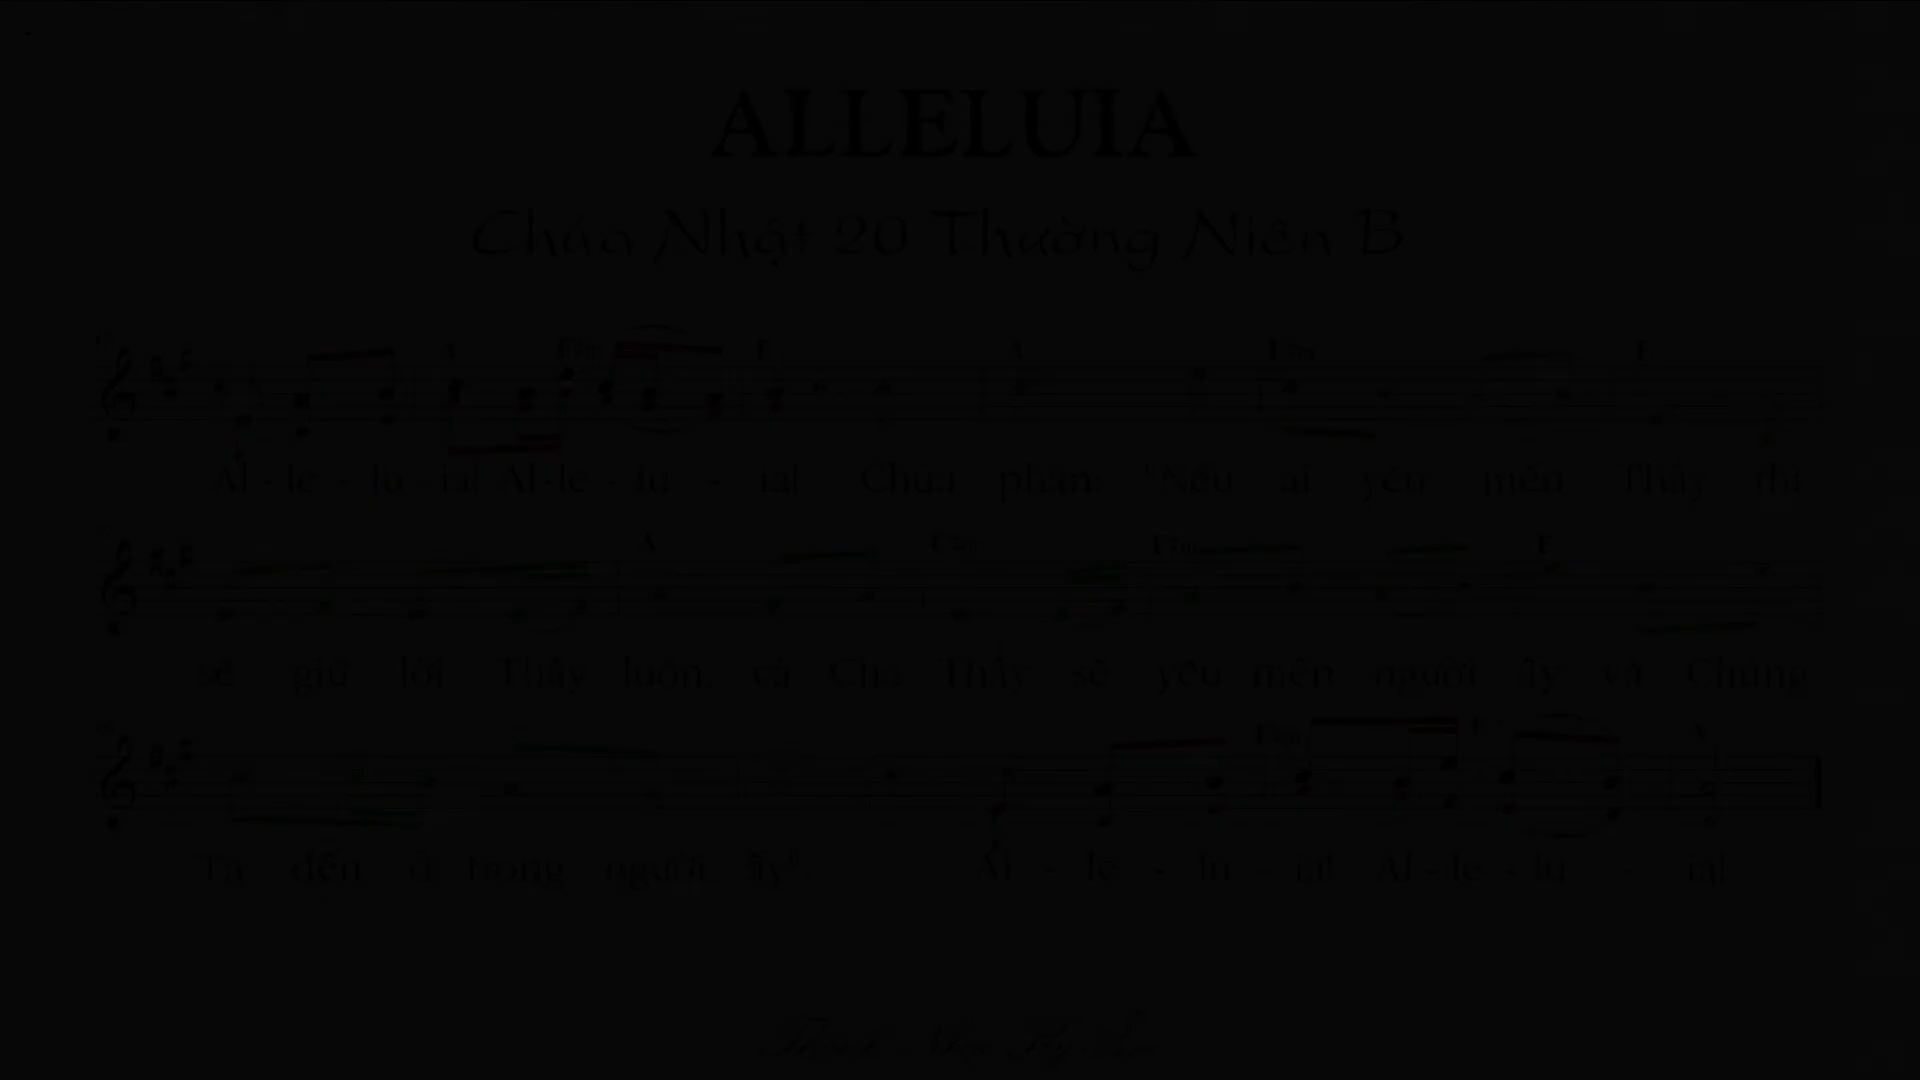 ALLELUIA
Chúa Nhật 20 Thường Niên B
A F#m E A F#m E
Al - le - lu - ia! Al - le - lu - ia! Chúa phán: "Nếu ai yêu mến Thầy thì
A F#m E
sẽ giữ lời Thầy luôn, và Cha Thầy sẽ yêu mến người ấy và Chúng
F#m E A
Ta đến ở trong người ấy". Al - le - lu - ia! Al - le - lu - ia!